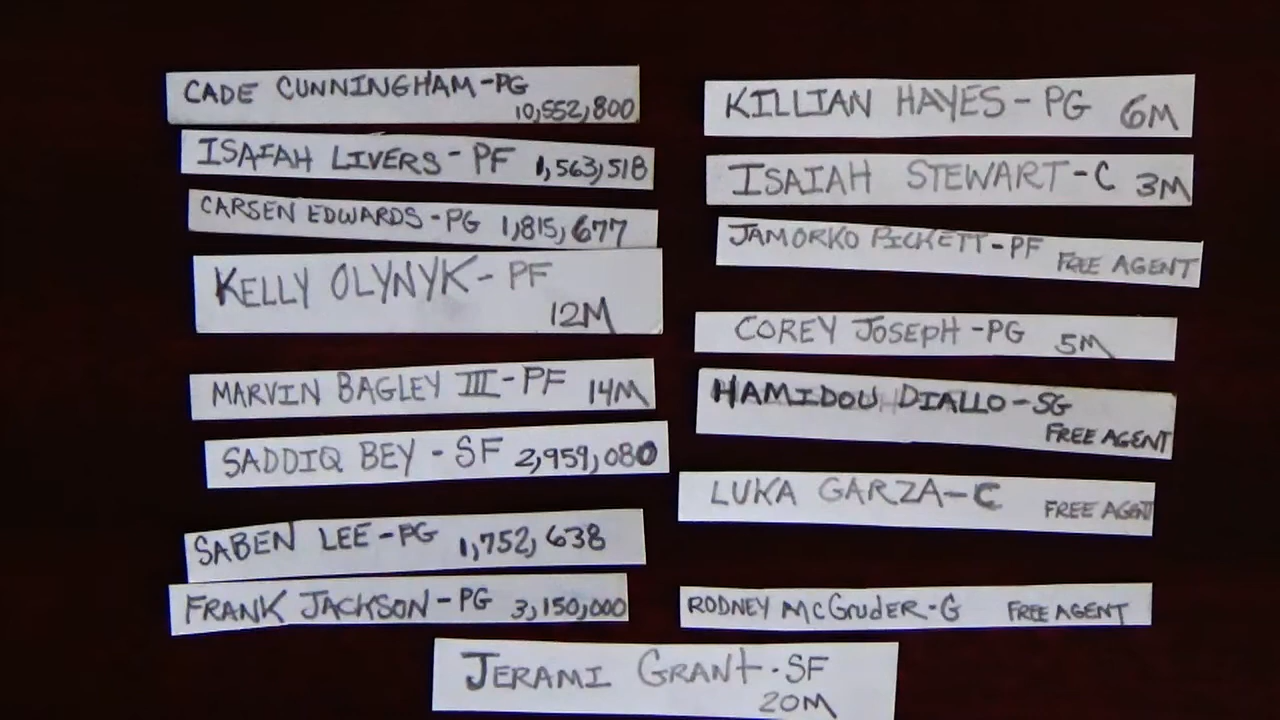 CADE CUNNINGHAM-PG
10,552,800
ISAIAH LIVERS-PF 1,563,518
CARSEN EDWARDS-PG 1,815,677
KELLY OLYNYK-PF
12M
MARVIN BAGLEY III-PF 14M
SADDIQ BEY-SF 2,959,080
SABEN LEE-PG 1,752,638
FRANK JACKSON-PG 3,150,000
KILLIAN HAYES-PG 6M
ISAIAH STEWART-C 3M
JAMORKO PICKETT-PF FREE AGENT
COREY JOSEPH-PG 5M
HAMIDOU DIALLO-SG
FREE AGENT
LUKA GARZA-C FREE AGENT
RODNEY McGruder-G FREE AGENT
JERAMI GRANT-SF
20M